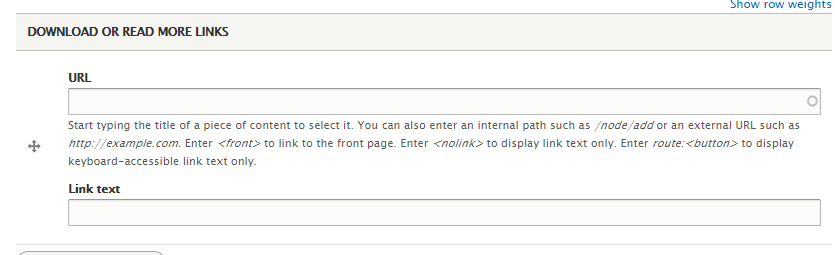 Show row weights
DOWNLOAD OR READ MORE LINKS
URL
Start typing the title of a piece of content to select it. You can also enter an internal path such as /node/add or an external URL such as
http://example.com. Enter <front> to link to the front page. Enter <nolink> to display link text only. Enter route:<button> to display
keyboard-accessible link text only.
Link text